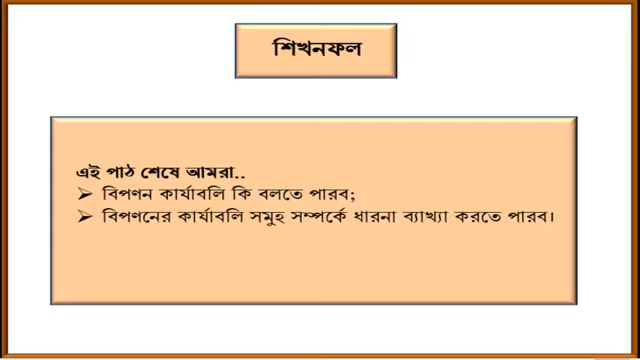 শিখনফল
এই পাঠ শেষে আমরা..
➢ বিপণন কার্যাবলি কি বলতে পারব;
➢ বিপণনের কার্যাবলি সমুহ সম্পর্কে ধারনা ব্যাখ্যা করতে পারব।